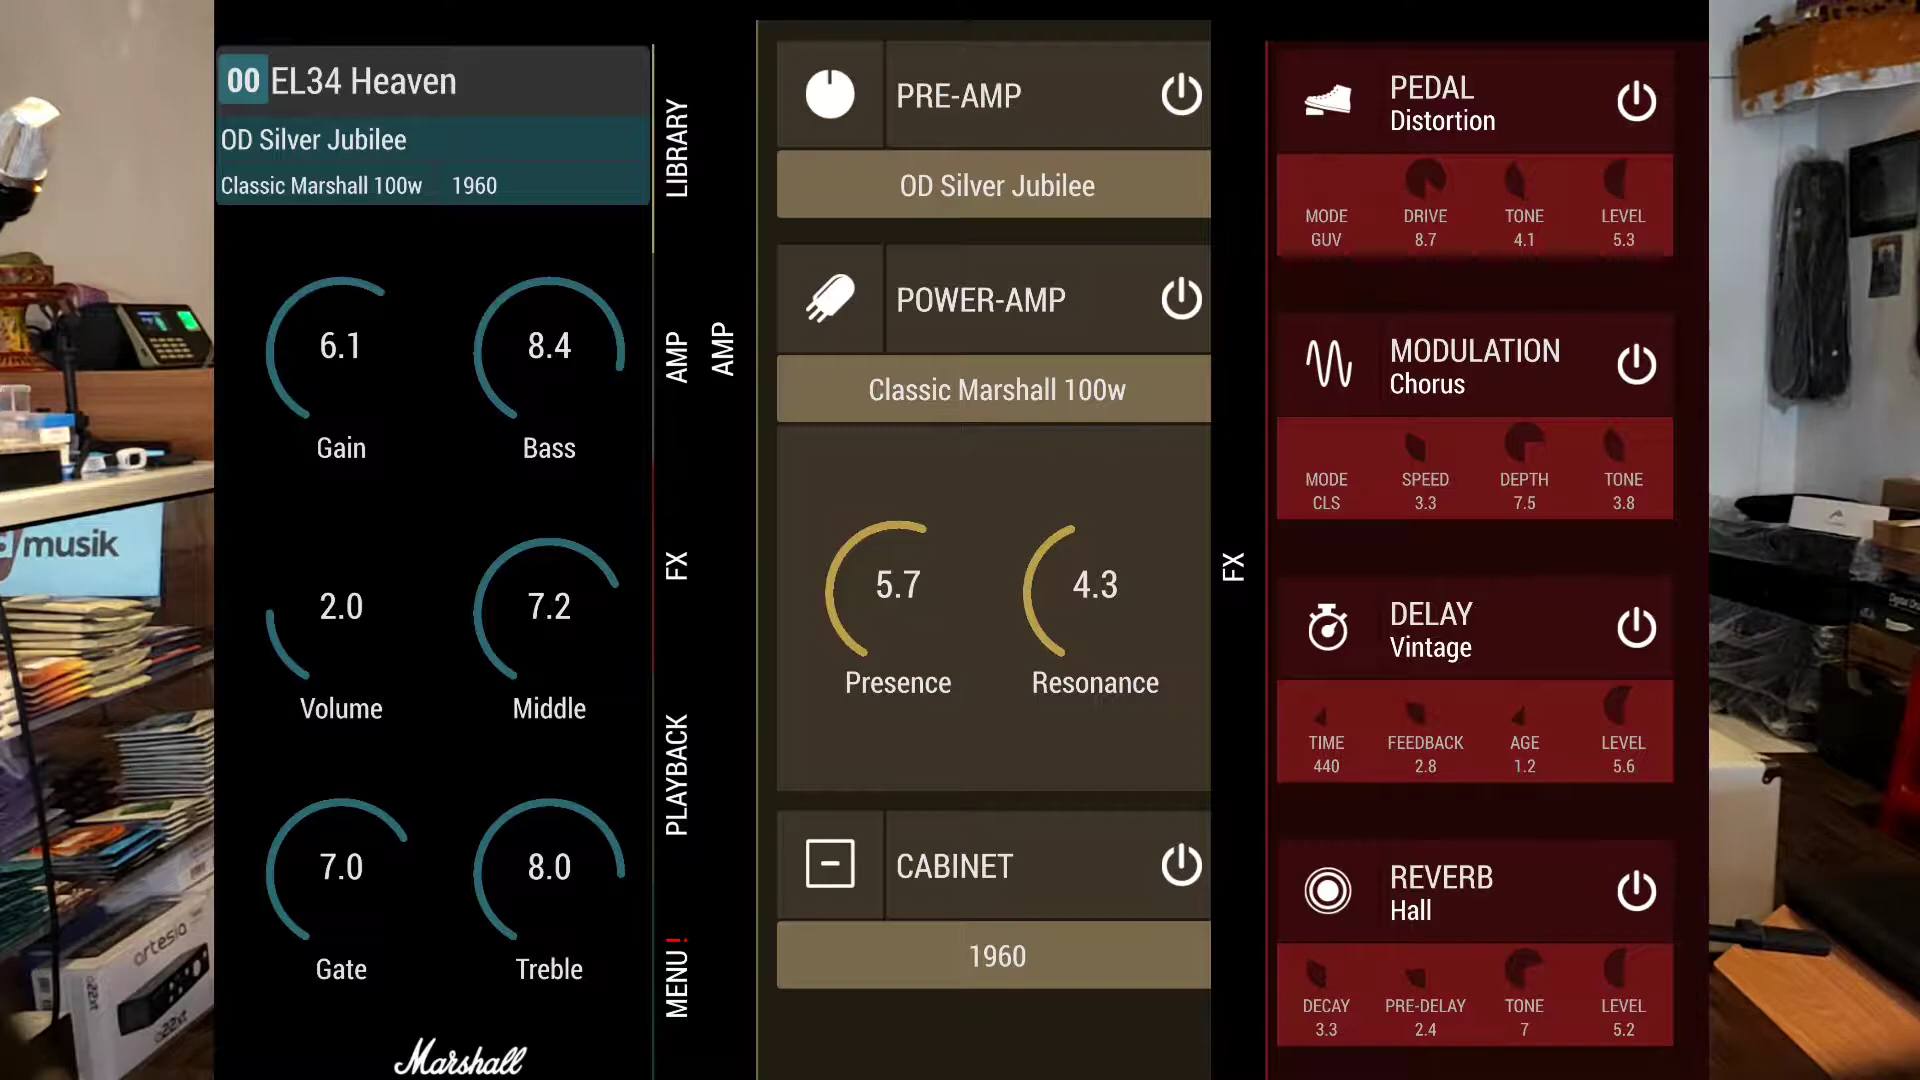 00 EL34 Heaven
OD Silver Jubilee
Classic Marshall 100w 1960
6.1
Gain
8.4
Bass
2.0
Volume
7.2
Middle
7.0
Gate
8.0
Treble
Marshall
LIBRARY
AMP
FX
PLAYBACK
MENU !
AMP
PRE-AMP
OD Silver Jubilee
POWER-AMP
Classic Marshall 100w
5.7
Presence
4.3
Resonance
CABINET
1960
FX
PEDAL
Distortion
MODE DRIVE TONE LEVEL
GUV 8.7 4.1 5.3
MODULATION
Chorus
MODE SPEED DEPTH TONE
CLS 3.3 7.5 3.8
DELAY
Vintage
TIME FEEDBACK AGE LEVEL
440 2.8 1.2 5.6
REVERB
Hall
DECAY PRE-DELAY TONE LEVEL
3.3 2.4 7 5.2
musik
artesia
a22xt
a22xt